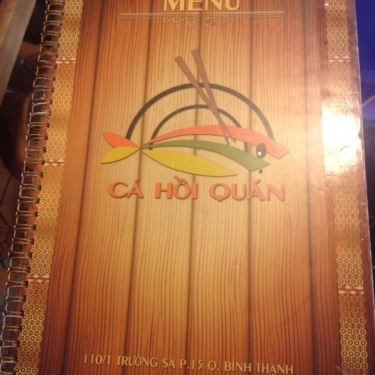 MENU
CÁ HỒI QUÁN
110/1 TRƯỜNG SA P.15 Q. BÌNH THẠNH